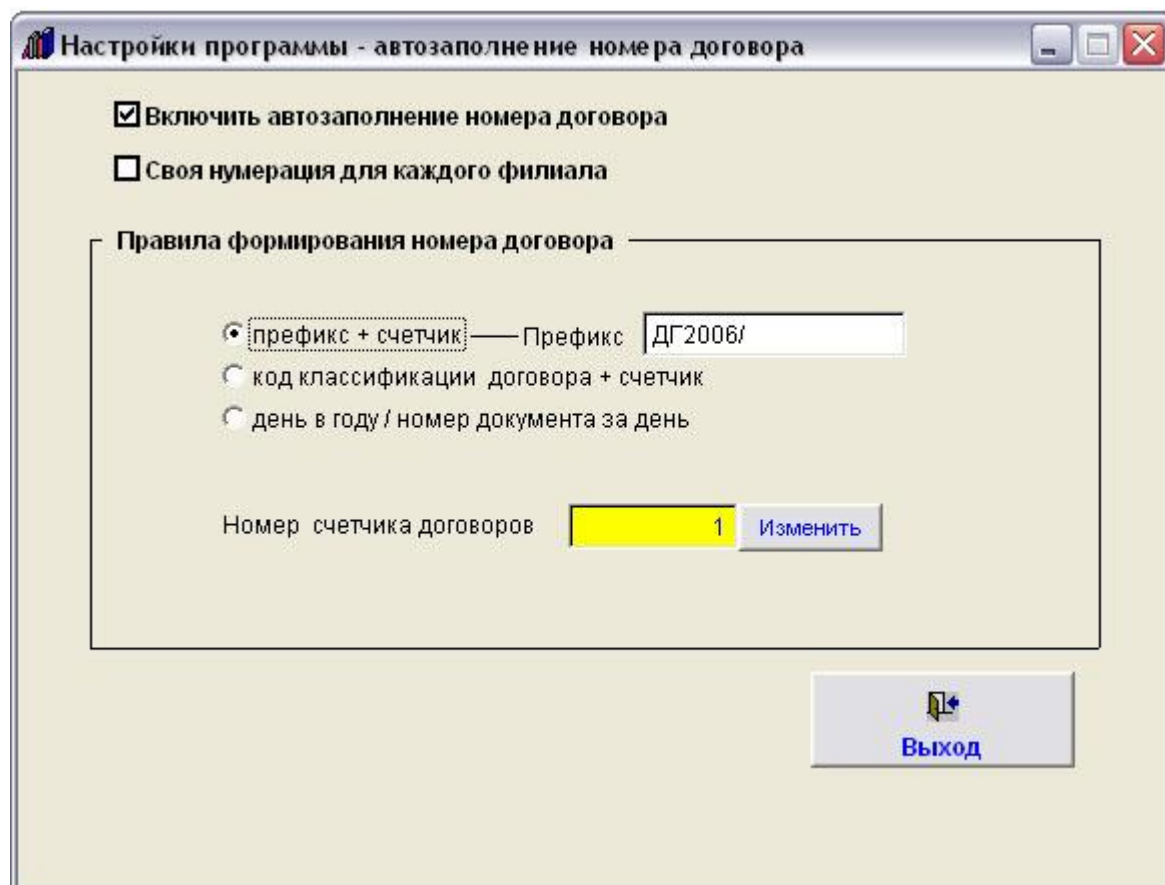 Настройки программы - автозаполнение номера договора
Включить автозаполнение номера договора
Своя нумерация для каждого филиала
Правила формирования номера договора
префикс + счетчик Префикс ДГ2006/
код классификации договора + счетчик
день в году / номер документа за день
Номер счетчика договоров 1 Изменить
Выход